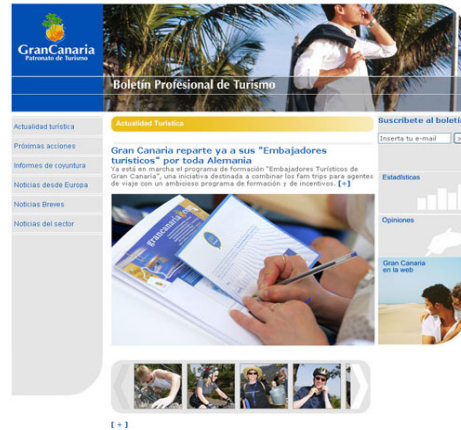 GranCanaria
Patronato de Turismo
Boletín Profesional de Turismo
Actualidad turística
Próximas acciones
Informes de coyuntura
Noticias desde Europa
Noticias Breves
Noticias del sector
Actualidad Turística
Gran Canaria reparte ya a sus "Embajadores
turísticos" por toda Alemania
Ya está en marcha el programa de formación "Embajadores Turísticos de
Gran Canaria", una iniciativa destinada a combinar los fam trips para agentes
de viaje con un ambicioso programa de formación y de incentivos. [+]
grancanaria
[ + ]
Suscríbete al boletín
Inserta tu e-mail
Estadísticas
Opiniones
Gran Canaria
en la web